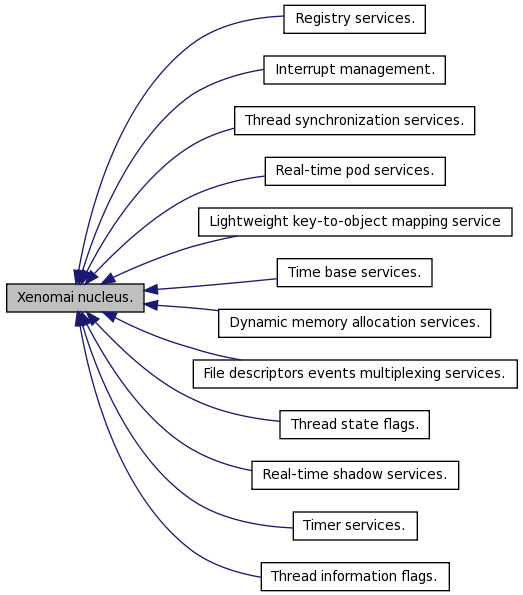 Registry services.
Interrupt management.
Thread synchronization services.
Real-time pod services.
Lightweight key-to-object mapping service
Time base services.
Xenomai nucleus.
Dynamic memory allocation services.
File descriptors events multiplexing services.
Thread state flags.
Real-time shadow services.
Timer services.
Thread information flags.